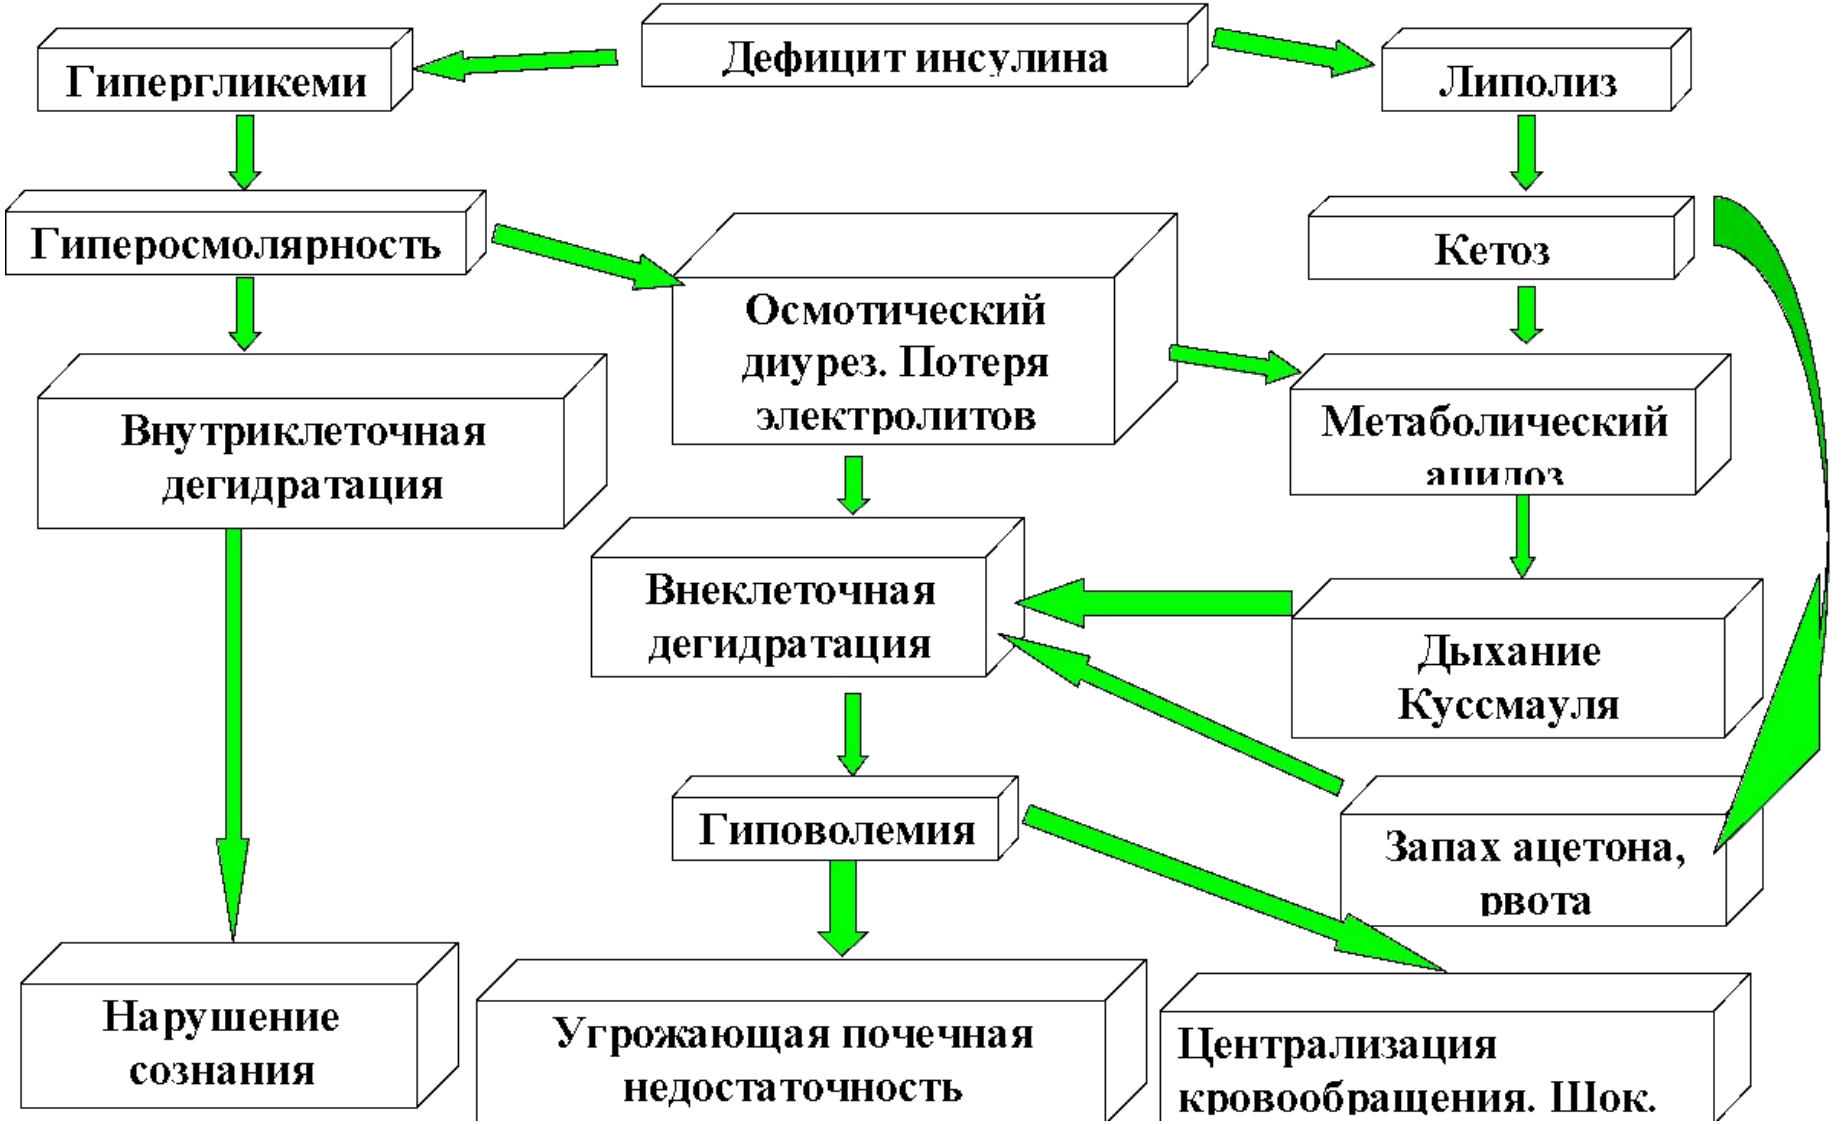 Дефицит инсулина
Гипергликеми
Липолиз
Гиперосмолярность
Кетоз
Осмотический
диурез. Потеря
электролитов
Внутриклеточная
дегидратация
Метаболический
ацидоз
Внеклеточная
дегидратация
Дыхание
Куссмауля
Гиповолемия
Запах ацетона,
рвота
Нарушение
сознания
Угрожающая почечная
недостаточность
Централизация
кровообращения. Шок.